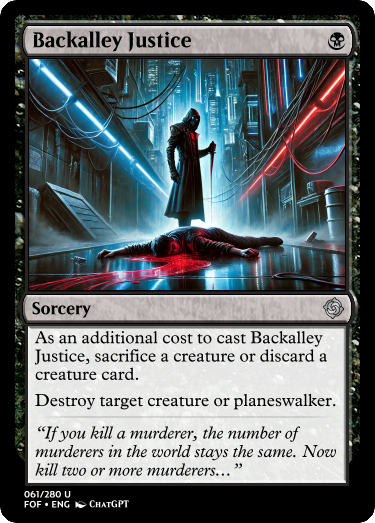 Backalley Justice
Sorcery
As an additional cost to cast Backalley
Justice, sacrifice a creature or discard a
creature card.
Destroy target creature or planeswalker.
“If you kill a murderer, the number of
murderers in the world stays the same. Now
kill two or more murderers…”
061/280 U
FOF • ENG ChatGPT